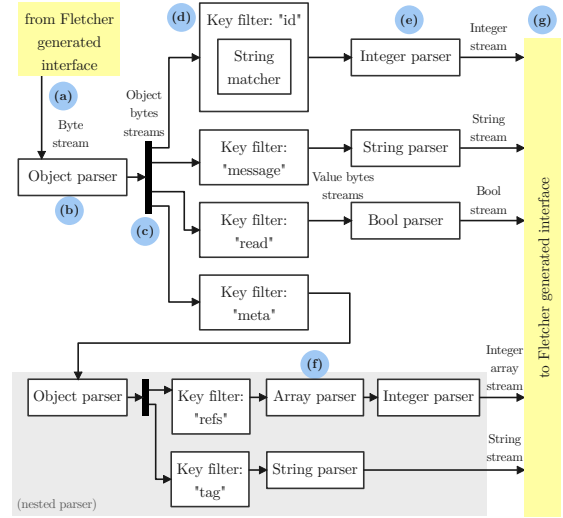 from Fletcher
generated
interface
(a)
Byte
stream
Object parser
(b)
Object
bytes
streams
(c)
(d)
Key filter: "id"
String
matcher
(e)
Integer parser
Integer
stream
(g)
Key filter:
"message"
String parser
String
stream
Value bytes
streams
Key filter:
"read"
Bool parser
Bool
stream
Key filter:
"meta"
to Fletcher generated interface
(f)
Object parser
Key filter:
"refs"
Array parser
Integer parser
Integer
array
stream
Key filter:
"tag"
String parser
String
stream
(nested parser)